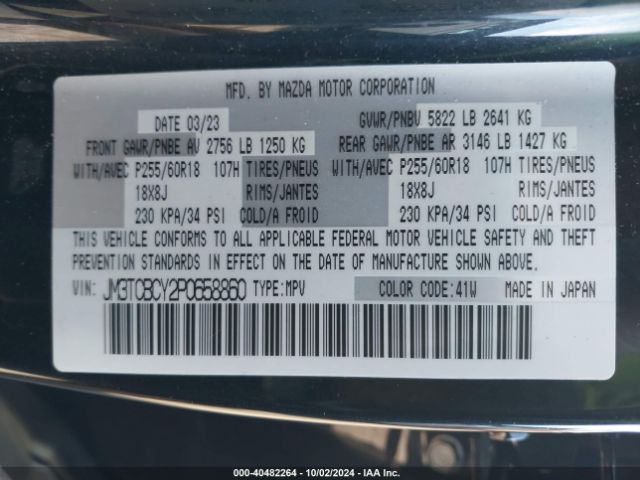 MFD. BY MAZDA MOTOR CORPORATION
DATE 03/23 GVWR/PNBV 5822 LB 2641 KG
FRONT GAWR/PNBE AV 2756 LB 1250 KG REAR GAWR/PNBE AR 3146 LB 1427 KG
WITH/AVEC P255/60R18 107H TIRES/PNEUS WITH/AVEC P255/60R18 107H TIRES/PNEUS
18X8J RIMS/JANTES 18X8J RIMS/JANTES
230 KPA/34 PSI COLD/A FROID 230 KPA/34 PSI COLD/A FROID
THIS VEHICLE CONFORMS TO ALL APPLICABLE FEDERAL MOTOR VEHICLE SAFETY AND THEFT
PREVENTION STANDARDS IN EFFECT ON THE DATE OF MANUFACTURE SHOWN ABOVE.
VIN: JM3TCBCY2P0658860 TYPE:MPV COLOR CODE:41W MADE IN JAPAN
000-40482264 - 10/02/2024 - IAA Inc.